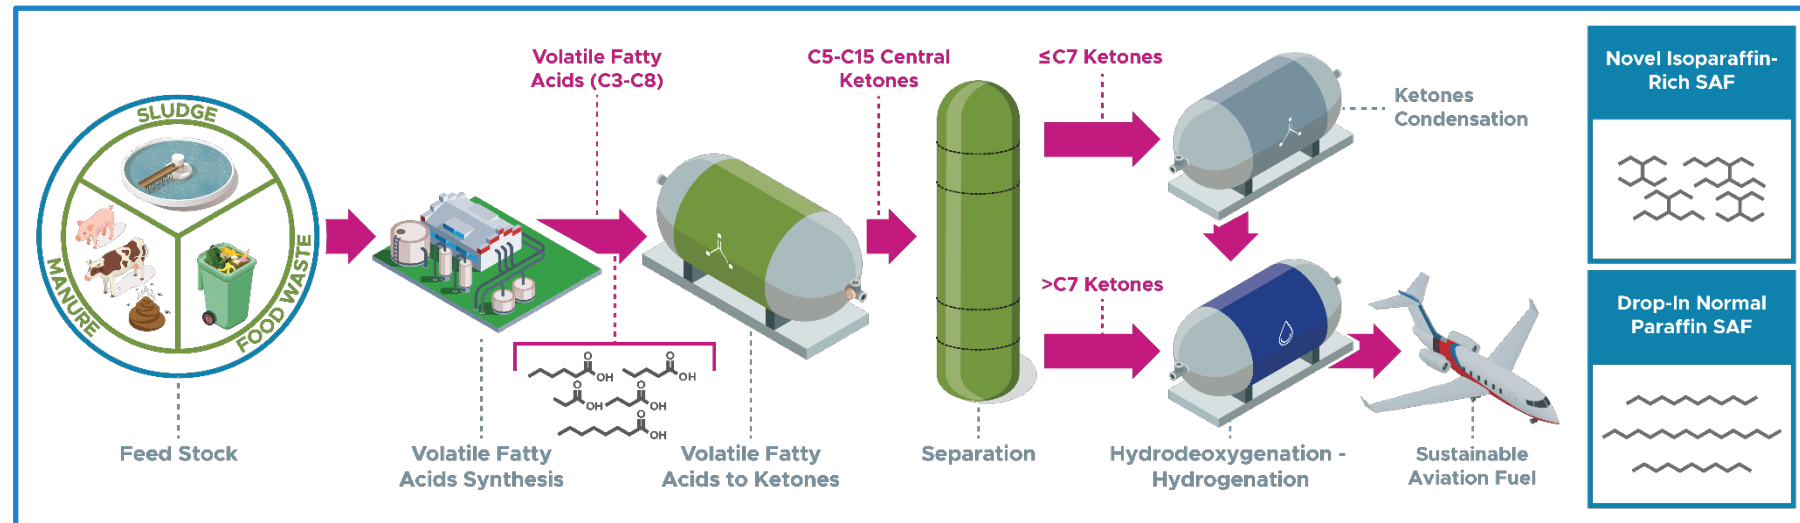 SLUDGE
MANURE
FOOD WASTE
Feed Stock
Volatile Fatty
Acids Synthesis
Volatile Fatty
Acids (C3-C8)
O
OH
O
OH
O
OH
O
OH
O
OH
Volatile Fatty
Acids to Ketones
C5-C15 Central
Ketones
Separation
≤C7 Ketones
Ketones
Condensation
>C7 Ketones
Hydrodeoxygenation -
Hydrogenation
Sustainable
Aviation Fuel
Novel Isoparaffin-
Rich SAF
Drop-In Normal
Paraffin SAF